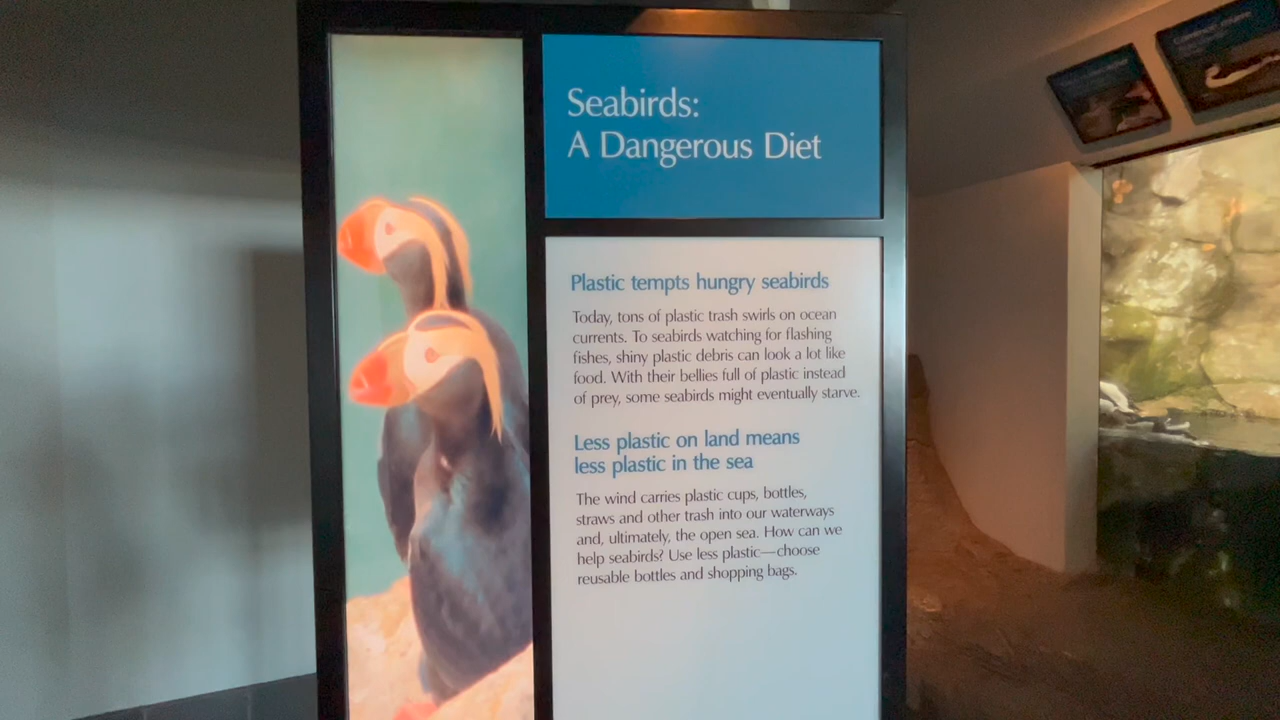 Seabirds:
A Dangerous Diet
Plastic tempts hungry seabirds
Today, tons of plastic trash swirls on ocean
currents. To seabirds watching for flashing
fishes, shiny plastic debris can look a lot like
food. With their bellies full of plastic instead
of prey, some seabirds might eventually starve.
Less plastic on land means
less plastic in the sea
The wind carries plastic cups, bottles,
straws and other trash into our waterways
and, ultimately, the open sea. How can we
help seabirds? Use less plastic—choose
reusable bottles and shopping bags.